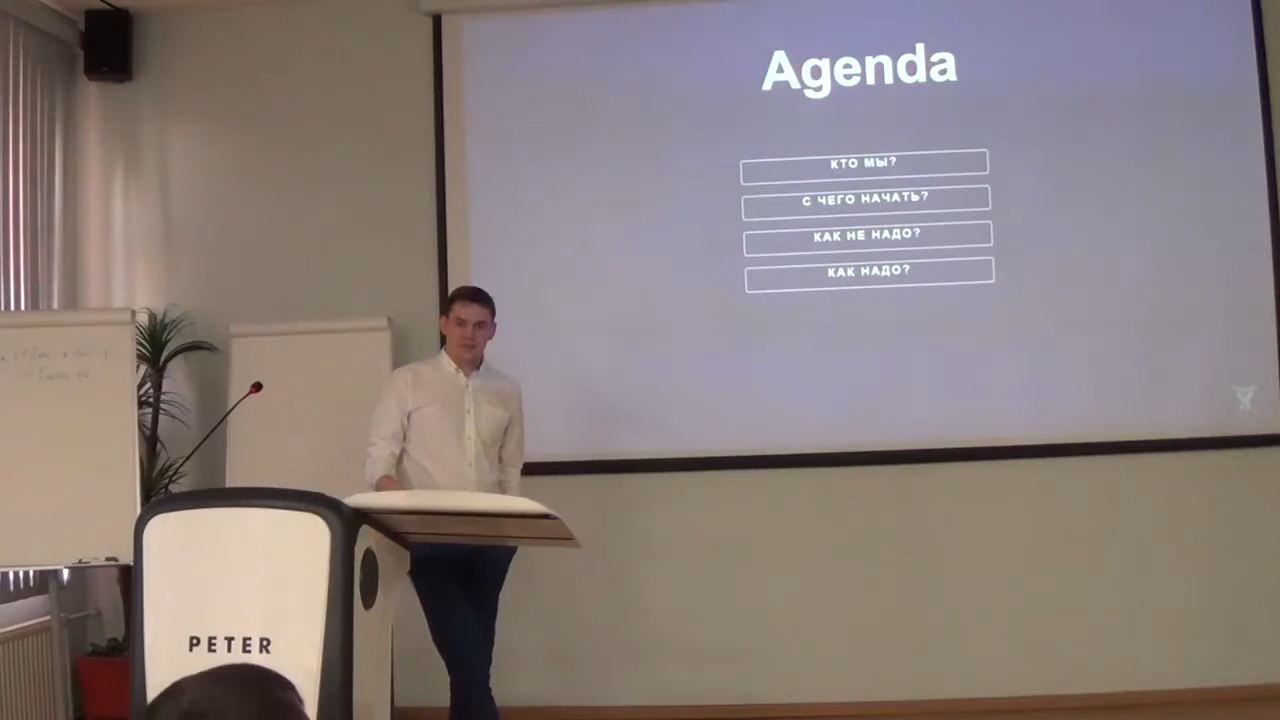 Agenda
КТО МЫ?
С ЧЕГО НАЧАТЬ?
КАК НЕ НАДО?
КАК НАДО?
PETER